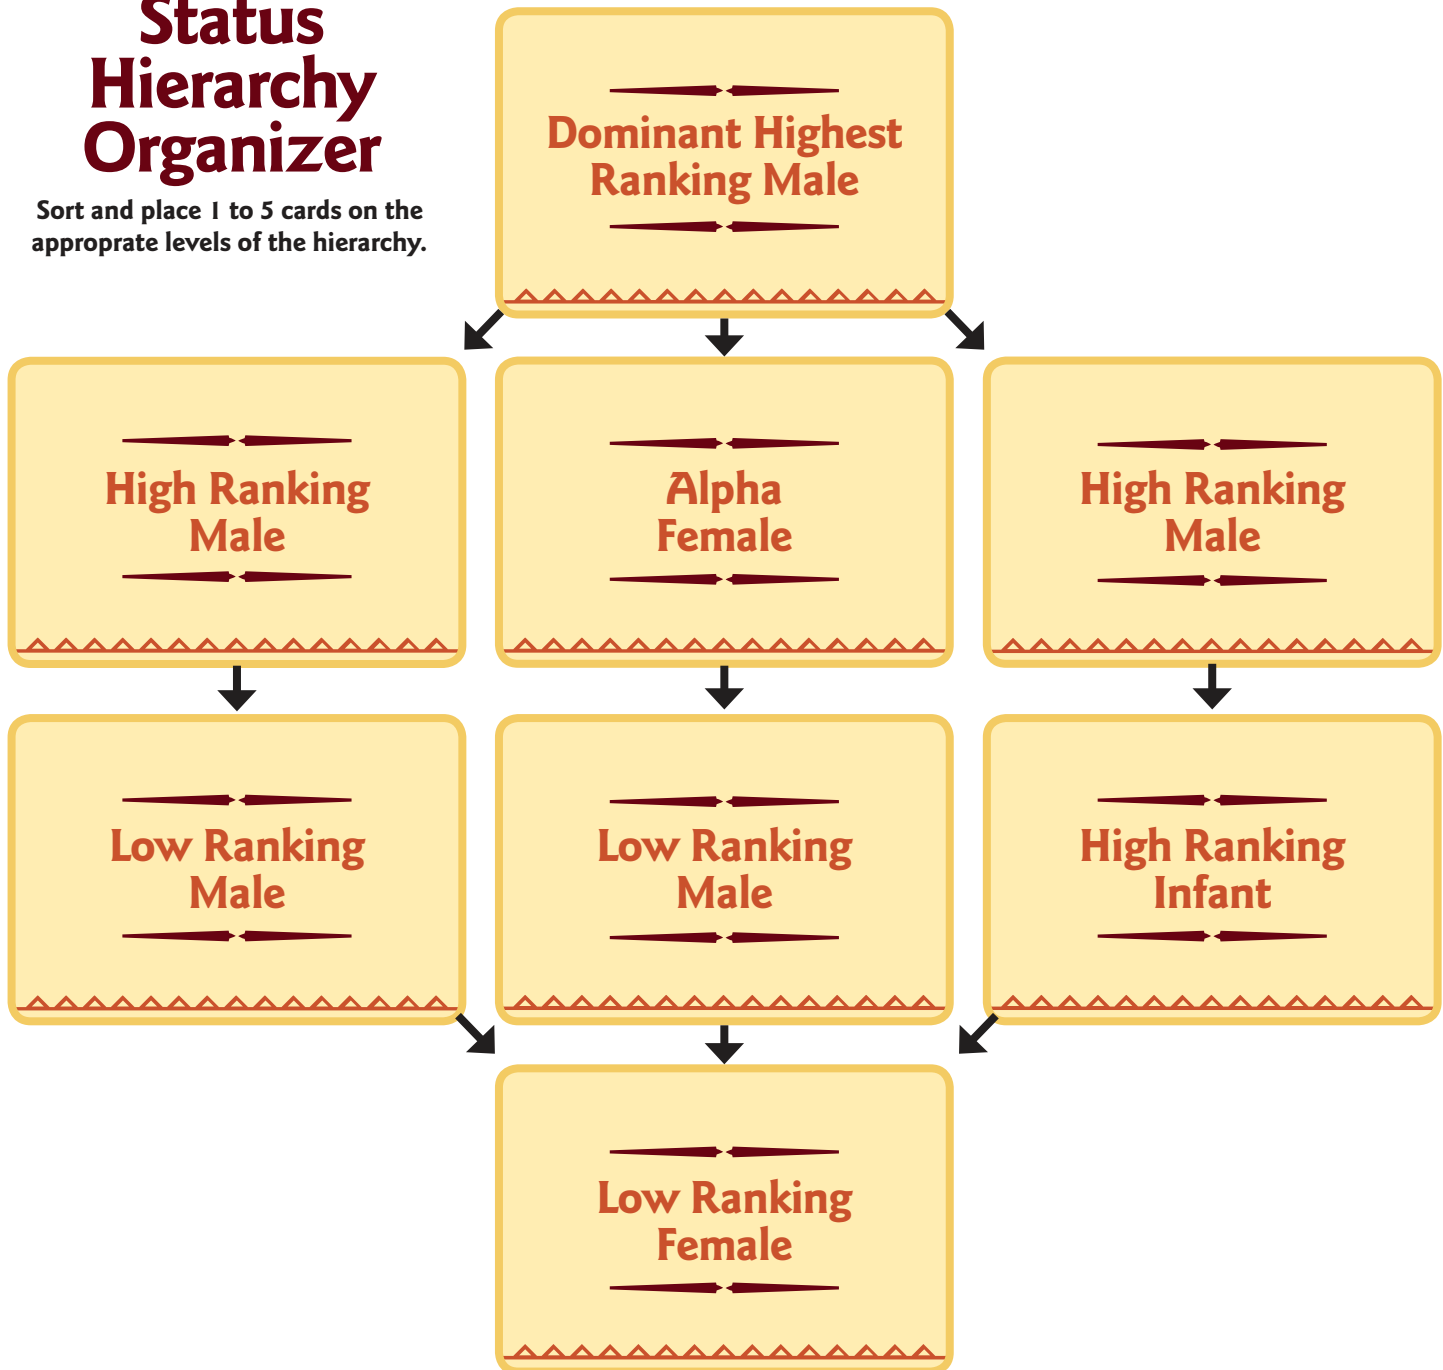 Status
Hierarchy
Organizer
Sort and place 1 to 5 cards on the
approprate levels of the hierarchy.
Dominant Highest
Ranking Male
High Ranking
Male
Alpha
Female
High Ranking
Male
Low Ranking
Male
Low Ranking
Male
High Ranking
Infant
Low Ranking
Female